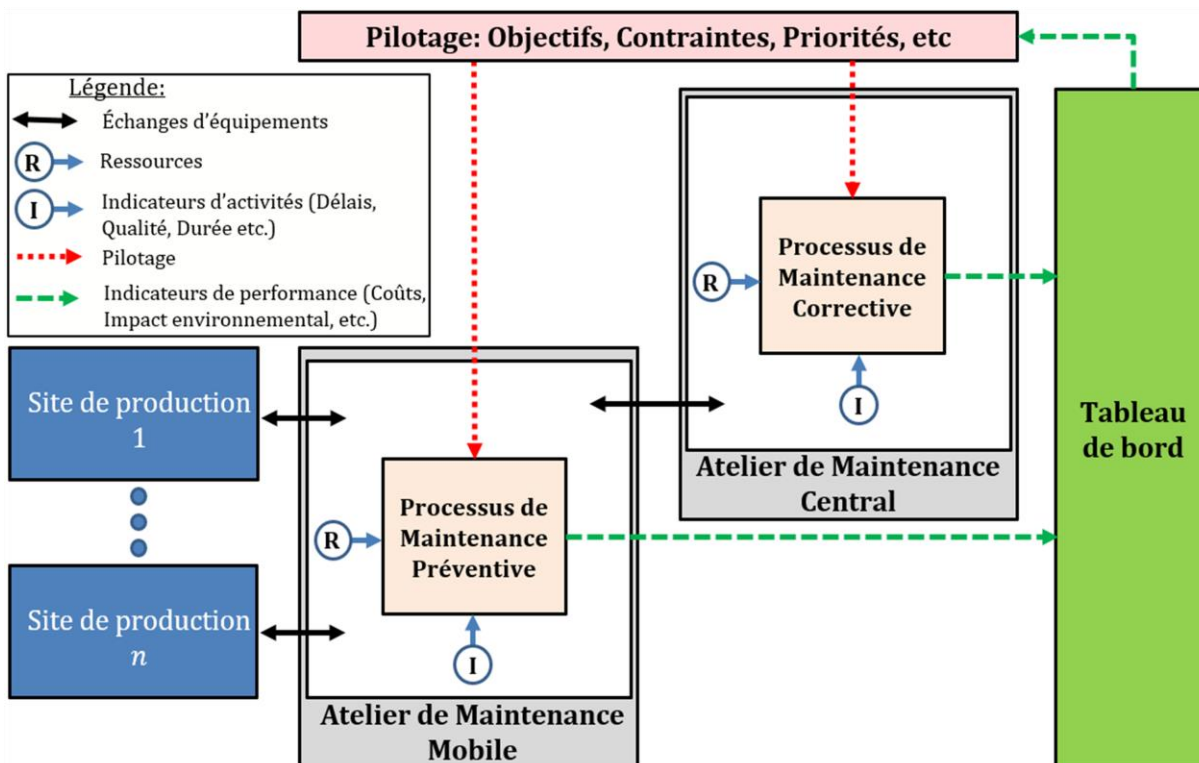 Pilotage: Objectifs, Contraintes, Priorités, etc
Légende:
Échanges d'équipements
R
Ressources
I
Indicateurs d'activités (Délais,
Qualité, Durée etc.)
Pilotage
Indicateurs de performance (Coûts,
Impact environnemental, etc.)
Processus de
Maintenance
Corrective
R
I
Atelier de Maintenance
Central
Tableau
de bord
Site de production
1
Site de production
n
Processus de
Maintenance
Préventive
R
I
Atelier de Maintenance
Mobile